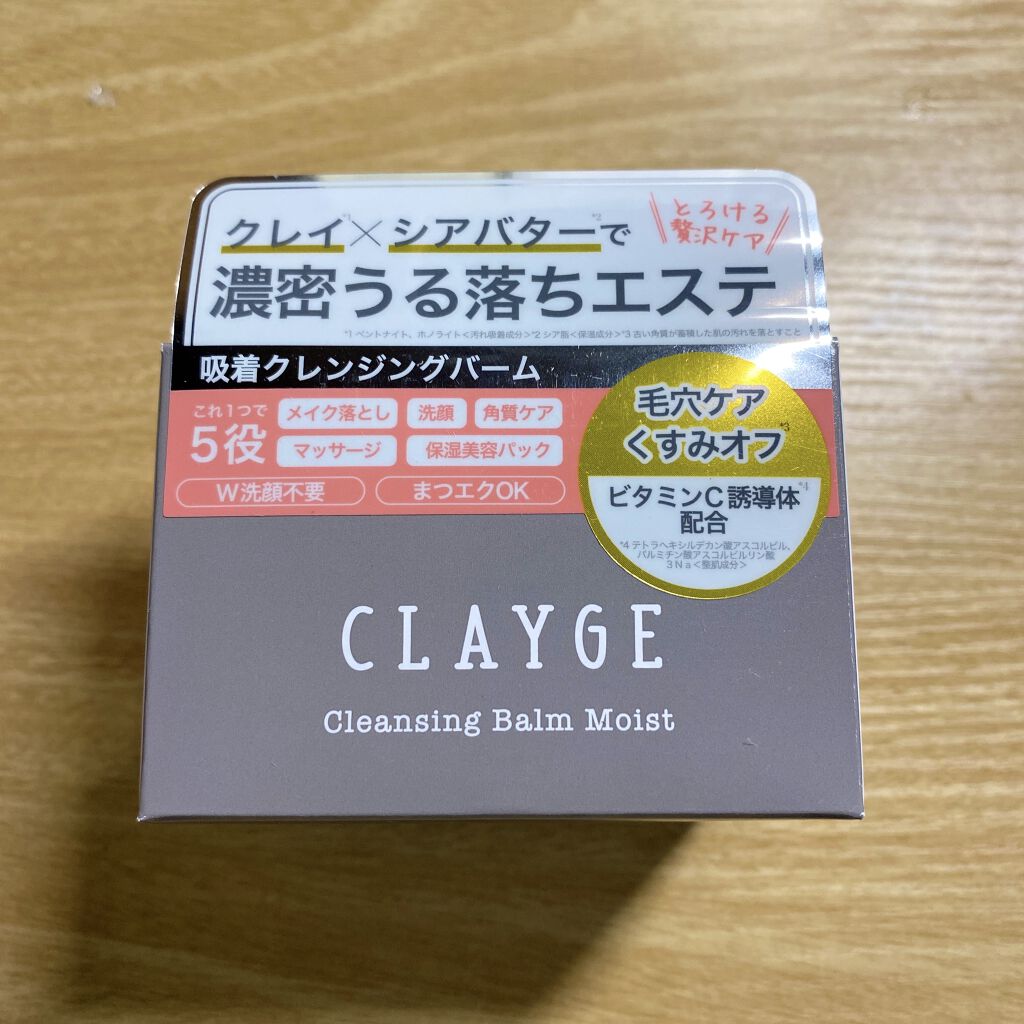 クレイ*1×シアバター*2で
濃密うる落ちエステ
とろける
贅沢ケア
*1 ベントナイト、ホノライト<汚れ吸着成分>*2 シア脂<保湿成分>*3 古い角質が蓄積した肌の汚れを落とすこと
吸着クレンジングバーム
これ1つで
5役
メイク落とし 洗顔 角質ケア
マッサージ 保湿美容パック
W洗顔不要 まつエクOK
毛穴ケア
くすみオフ*3
ビタミンC誘導体*4
配合
*4 テトラヘキシルデカン酸アスコルビル、
パルミチン酸アスコルビルリン酸
3Na<整肌成分>
CLAYGE
Cleansing Balm Moist